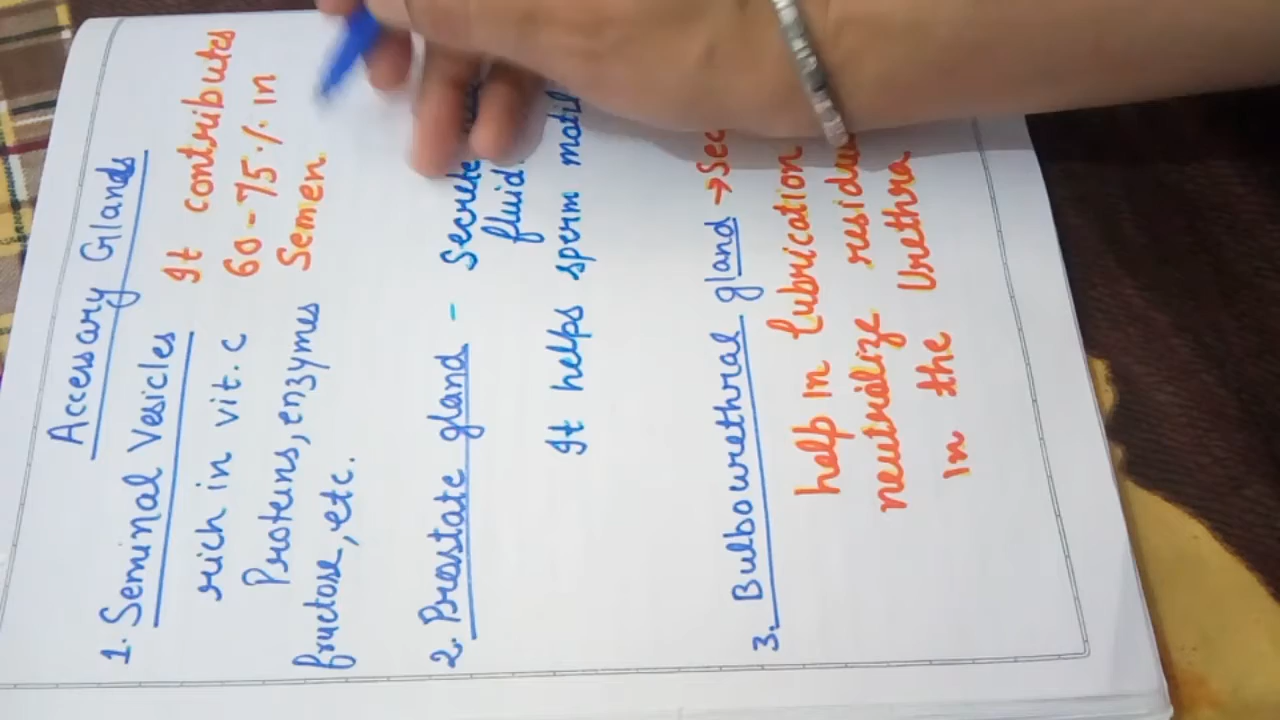 Accessary Glands
1. Seminal Vesicles
rich in vit. c
Proteins, enzymes
fructose, etc.
It contributes
60-75% in
Semen.
2. Prostate gland -
fluid.
It helps sperm
3. Bulbourethral gland →
help in lubrication
neutralize
in the Urethra